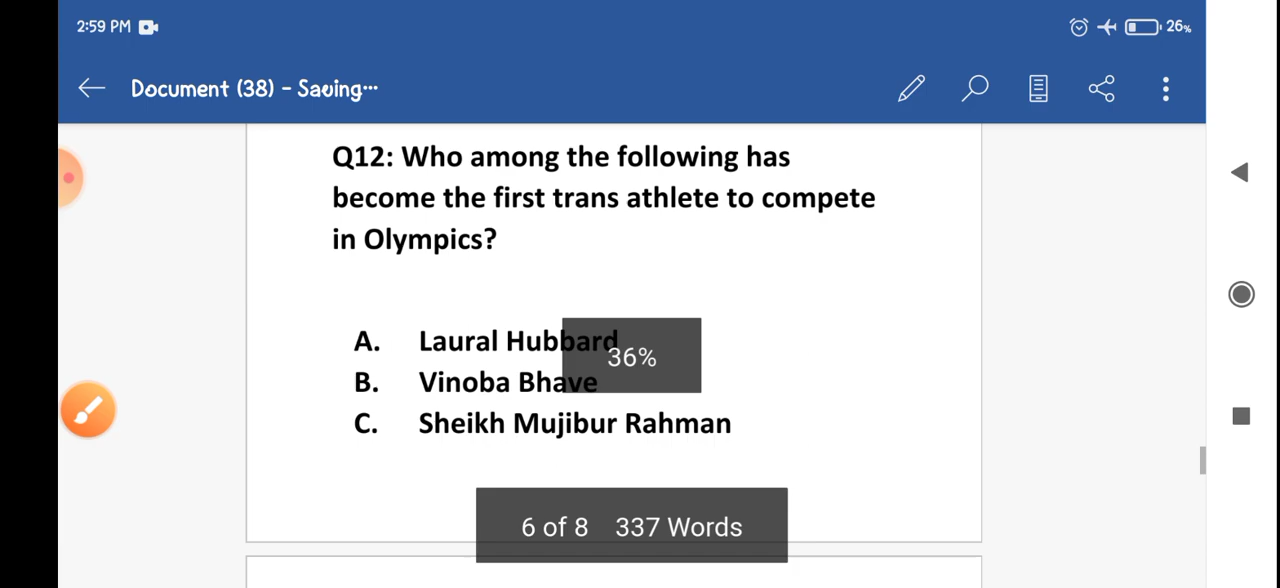 2:59 PM
26%
Document (38) - Saving...
Q12: Who among the following has
become the first trans athlete to compete
in Olympics?
A. Laural Hubbard
36%
B. Vinoba Bhave
C. Sheikh Mujibur Rahman
6 of 8 337 Words